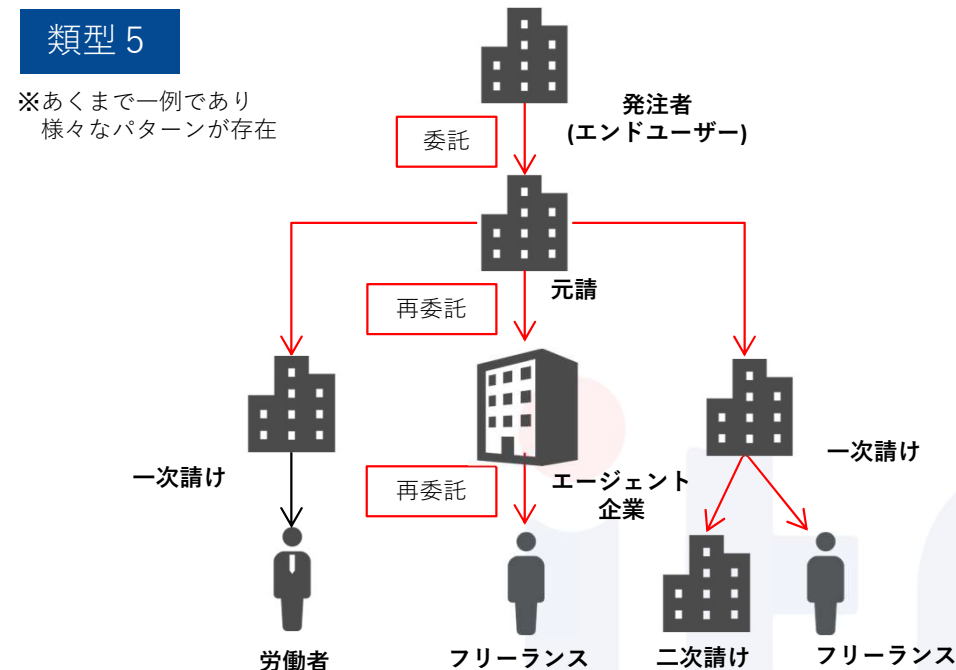 類型5
※あくまで一例であり
様々なパターンが存在
発注者
(エンドユーザー)
委託
元請
再委託
一次請け
エージェント
企業
一次請け
再委託
労働者
フリーランス
二次請け
フリーランス